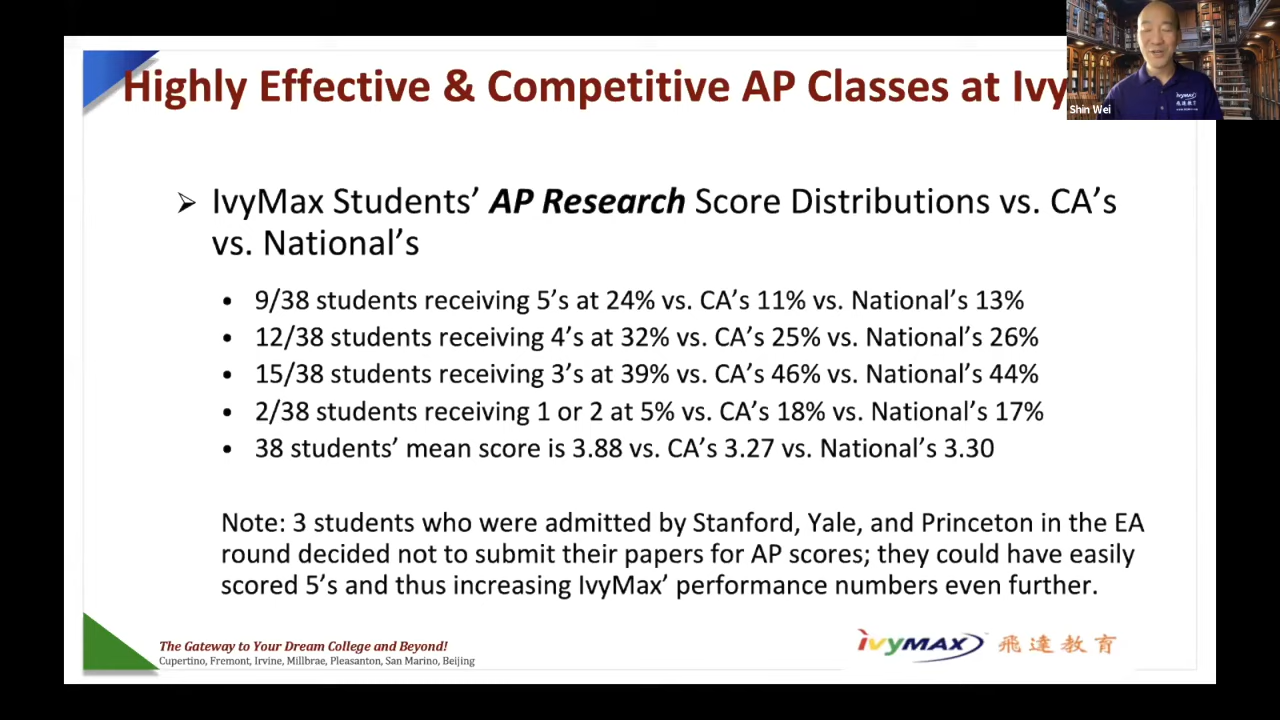 Highly Effective & Competitive AP Classes at Ivy
Shin Wei
ivyMAX
飛達教育
➢ IvyMax Students’ AP Research Score Distributions vs. CA’s
vs. National’s
• 9/38 students receiving 5’s at 24% vs. CA’s 11% vs. National’s 13%
• 12/38 students receiving 4’s at 32% vs. CA’s 25% vs. National’s 26%
• 15/38 students receiving 3’s at 39% vs. CA’s 46% vs. National’s 44%
• 2/38 students receiving 1 or 2 at 5% vs. CA’s 18% vs. National’s 17%
• 38 students’ mean score is 3.88 vs. CA’s 3.27 vs. National’s 3.30
Note: 3 students who were admitted by Stanford, Yale, and Princeton in the EA
round decided not to submit their papers for AP scores; they could have easily
scored 5’s and thus increasing IvyMax’ performance numbers even further.
The Gateway to Your Dream College and Beyond!
Cupertino, Fremont, Irvine, Millbrae, Pleasanton, San Marino, Beijing
ivyMAX 飛達教育